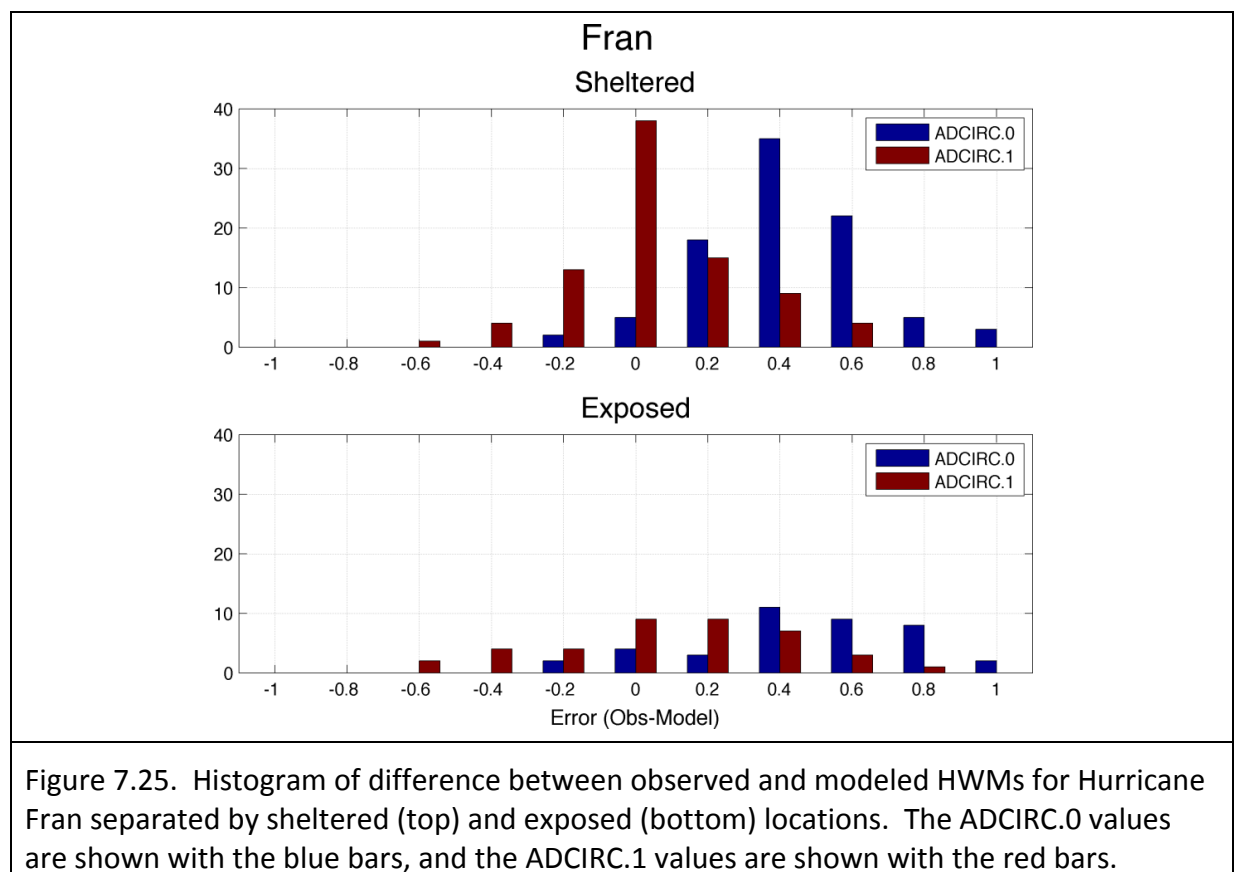 Fran
Sheltered
40
30
20
10
0
ADCIRC.0
ADCIRC.1
-1 -0.8 -0.6 -0.4 -0.2 0 0.2 0.4 0.6 0.8 1
Exposed
40
30
20
10
0
ADCIRC.0
ADCIRC.1
-1 -0.8 -0.6 -0.4 -0.2 0 0.2 0.4 0.6 0.8 1
Error (Obs-Model)
Figure 7.25. Histogram of difference between observed and modeled HWMs for Hurricane
Fran separated by sheltered (top) and exposed (bottom) locations. The ADCIRC.0 values
are shown with the blue bars, and the ADCIRC.1 values are shown with the red bars.